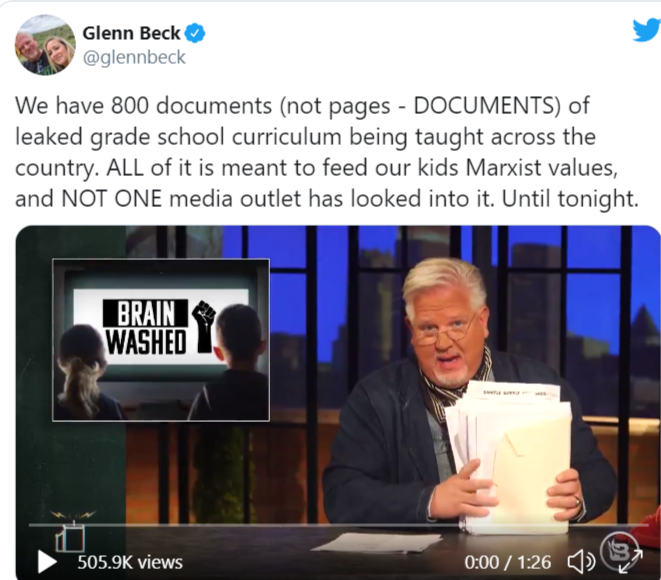 Glenn Beck
@glennbeck
We have 800 documents (not pages - DOCUMENTS) of
leaked grade school curriculum being taught across the
country. ALL of it is meant to feed our kids Marxist values,
and NOT ONE media outlet has looked into it. Until tonight.
BRAIN
WASHED
505.9K views
0:00 / 1:26
B